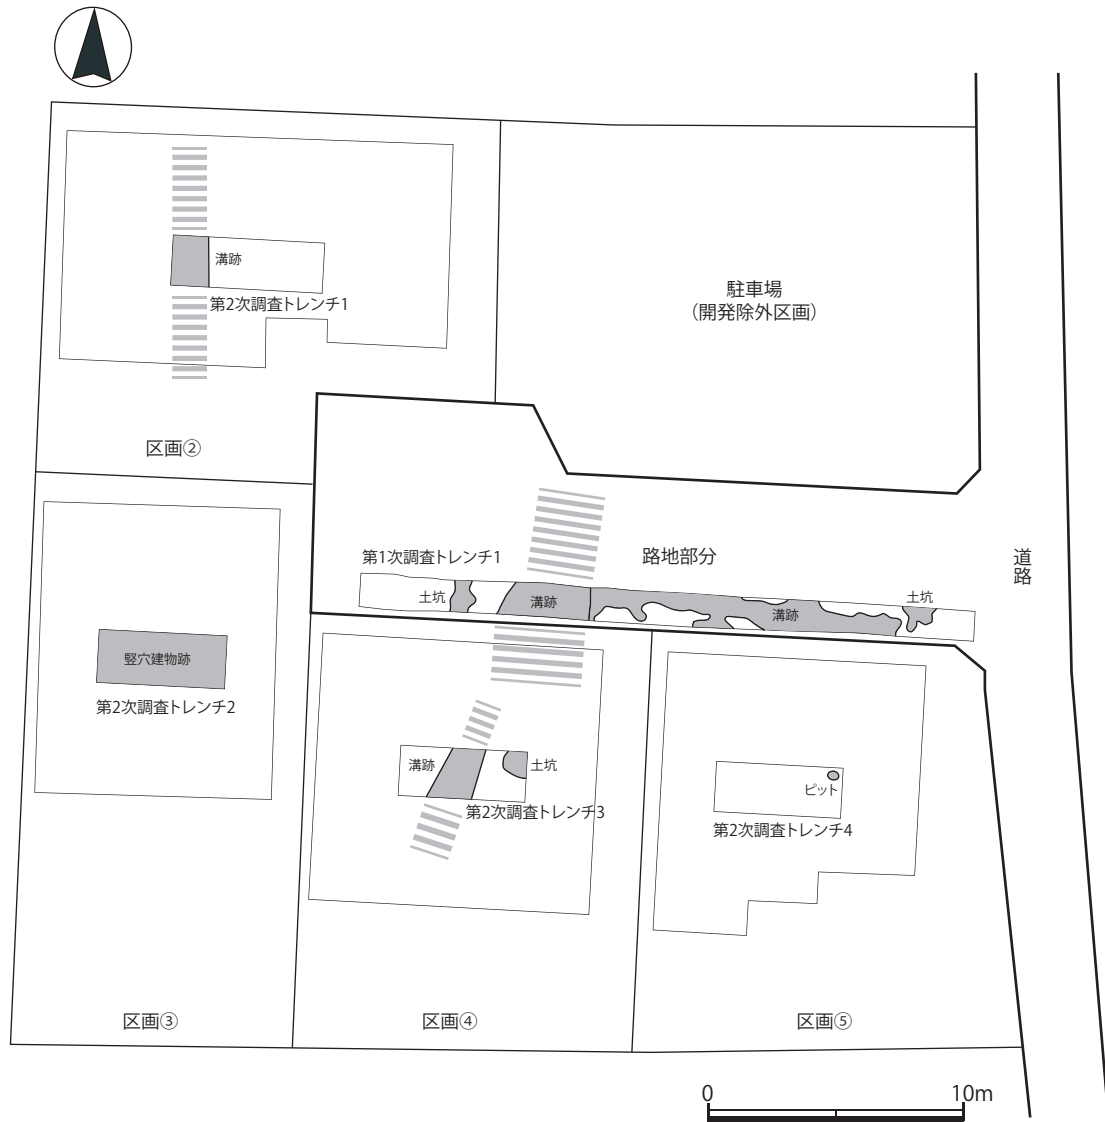 溝跡
第2次調査トレンチ1
駐車場
（開発除外区画）
区画②
第1次調査トレンチ1
路地部分
道路
土坑
溝跡
溝跡
土坑
竪穴建物跡
第2次調査トレンチ2
溝跡
土坑
第2次調査トレンチ3
ピット
第2次調査トレンチ4
区画③
区画④
区画⑤
0
10m